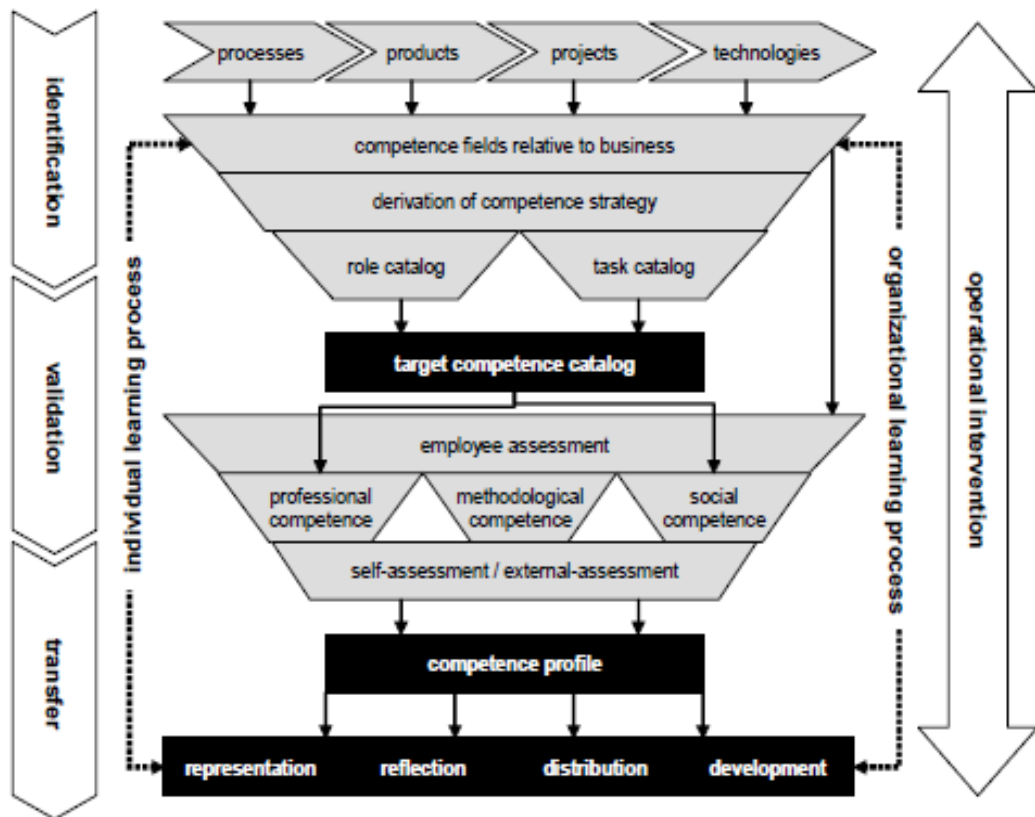 processes
products
projects
technologies
competence fields relative to business
derivation of competence strategy
role catalog
task catalog
target competence catalog
employee assessment
professional
competence
methodological
competence
social
competence
self-assessment / external-assessment
competence profile
representation
reflection
distribution
development
identification
validation
transfer
individual learning process
organizational learning process
operational intervention